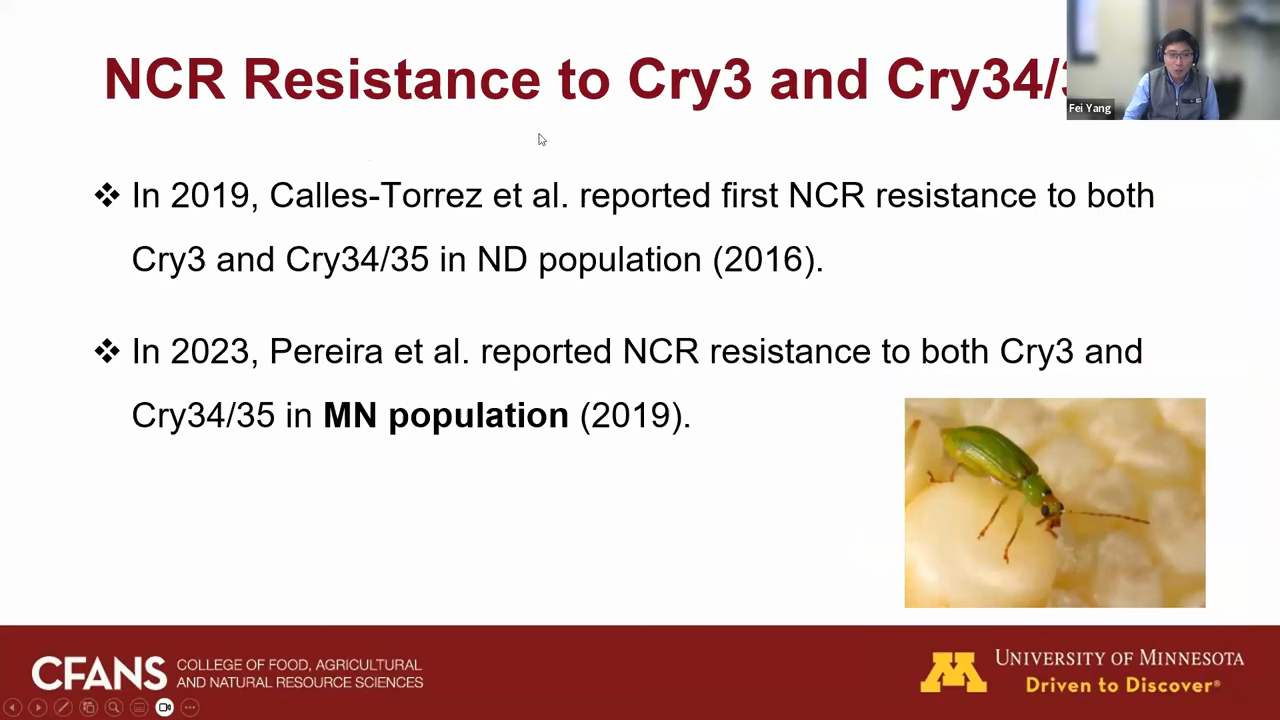 NCR Resistance to Cry3 and Cry34/
Fei Yang
❖ In 2019, Calles-Torrez et al. reported first NCR resistance to both
Cry3 and Cry34/35 in ND population (2016).
❖ In 2023, Pereira et al. reported NCR resistance to both Cry3 and
Cry34/35 in MN population (2019).
CFANS
COLLEGE OF FOOD, AGRICULTURAL
AND NATURAL RESOURCE SCIENCES
M
UNIVERSITY OF MINNESOTA
Driven to Discover®